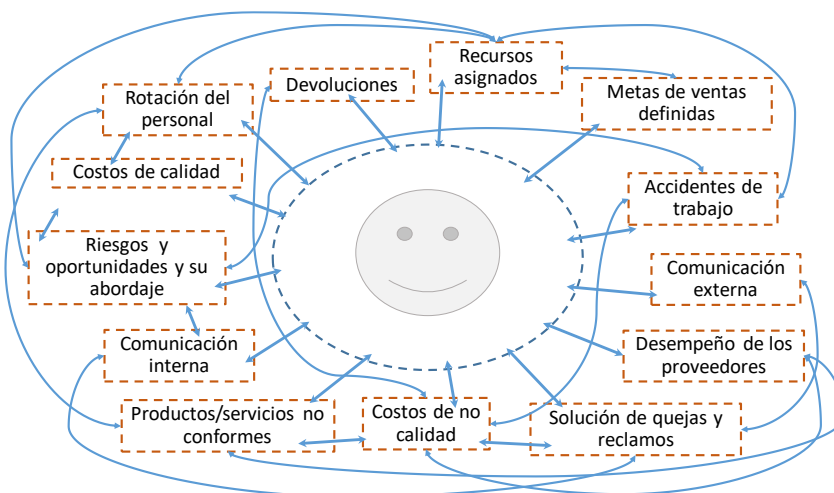 Recursos
asignados
Devoluciones
Metas de ventas
definidas
Rotación del
personal
Costos de calidad
Accidentes de
trabajo
Riesgos y
oportunidades y su
abordaje
Comunicación
externa
Comunicación
interna
Desempeño de los
proveedores
Productos/servicios no
conformes
Costos de no
calidad
Solución de quejas y
reclamos